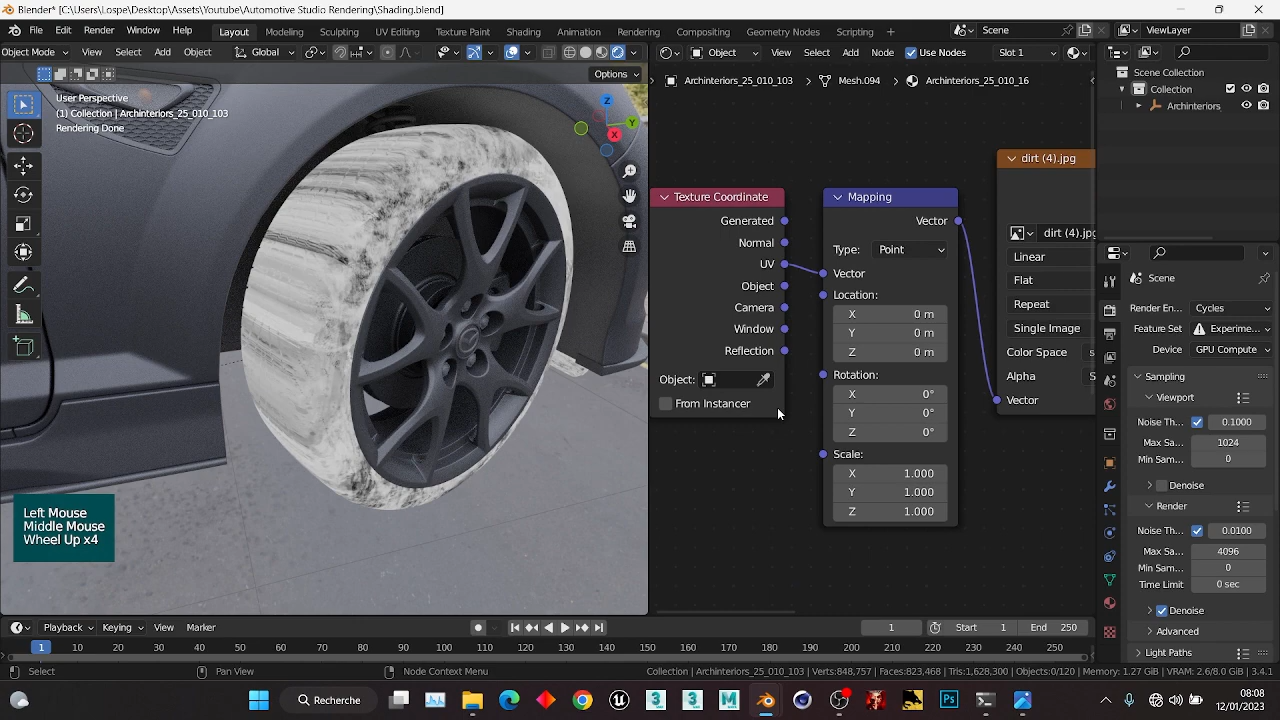 Blender* [C:\Users\Lospe\Desktop\Assets\Youtube\Automotive Studio Rendering\Shading.blend]
File Edit Render Window Help Layout Modeling Sculpting UV Editing Texture Paint Shading Animation Rendering Compositing Geometry Nodes Scripting + Scene ViewLayer
Object Mode View Select Add Object Global Object View Select Add Node Use Nodes Slot 1
Options
Archinteriors_25_010_103 > Mesh.094 > Archinteriors_25_010_16
User Perspective
(1) Collection | Archinteriors_25_010_103
Rendering Done
Z
Y
X
Texture Coordinate
Generated
Normal
UV
Object
Camera
Window
Reflection
Object:
From Instancer
Mapping
Vector
Type: Point
Vector
Location:
X 0 m
Y 0 m
Z 0 m
Rotation:
X 0°
Y 0°
Z 0°
Scale:
X 1.000
Y 1.000
Z 1.000
dirt (4).jpg
dirt (4).jpg
Linear
Flat
Repeat
Single Image
Color Space s
Alpha S
Vector
Left Mouse
Middle Mouse
Wheel Up x4
Scene Collection
Collection
Archinteriors
Scene
Render En... Cycles
Feature Set Experime...
Device GPU Compute
Sampling
Viewport
Noise Th... 0.1000
Max Sa... 1024
Min Sam... 0
Denoise
Render
Noise Th... 0.0100
Max Sa... 4096
Min Sam... 0
Time Limit 0 sec
Denoise
Advanced
Light Paths
Playback Keying View Marker 1 Start 1 End 250
1 10 20 30 40 50 60 70 80 90 100 110 120 130 140 150 160 170 180 190 200 210 220 230 240 250
Select Pan View Node Context Menu Collection | Archinteriors_25_010_103 | Verts:848,757 | Faces:823,468 | Tris:1,628,300 | Objects:0/120 | Memory: 1.27 GiB | VRAM: 2.6/8.0 GiB | 3.4.1
Recherche
08:08
12/01/2023